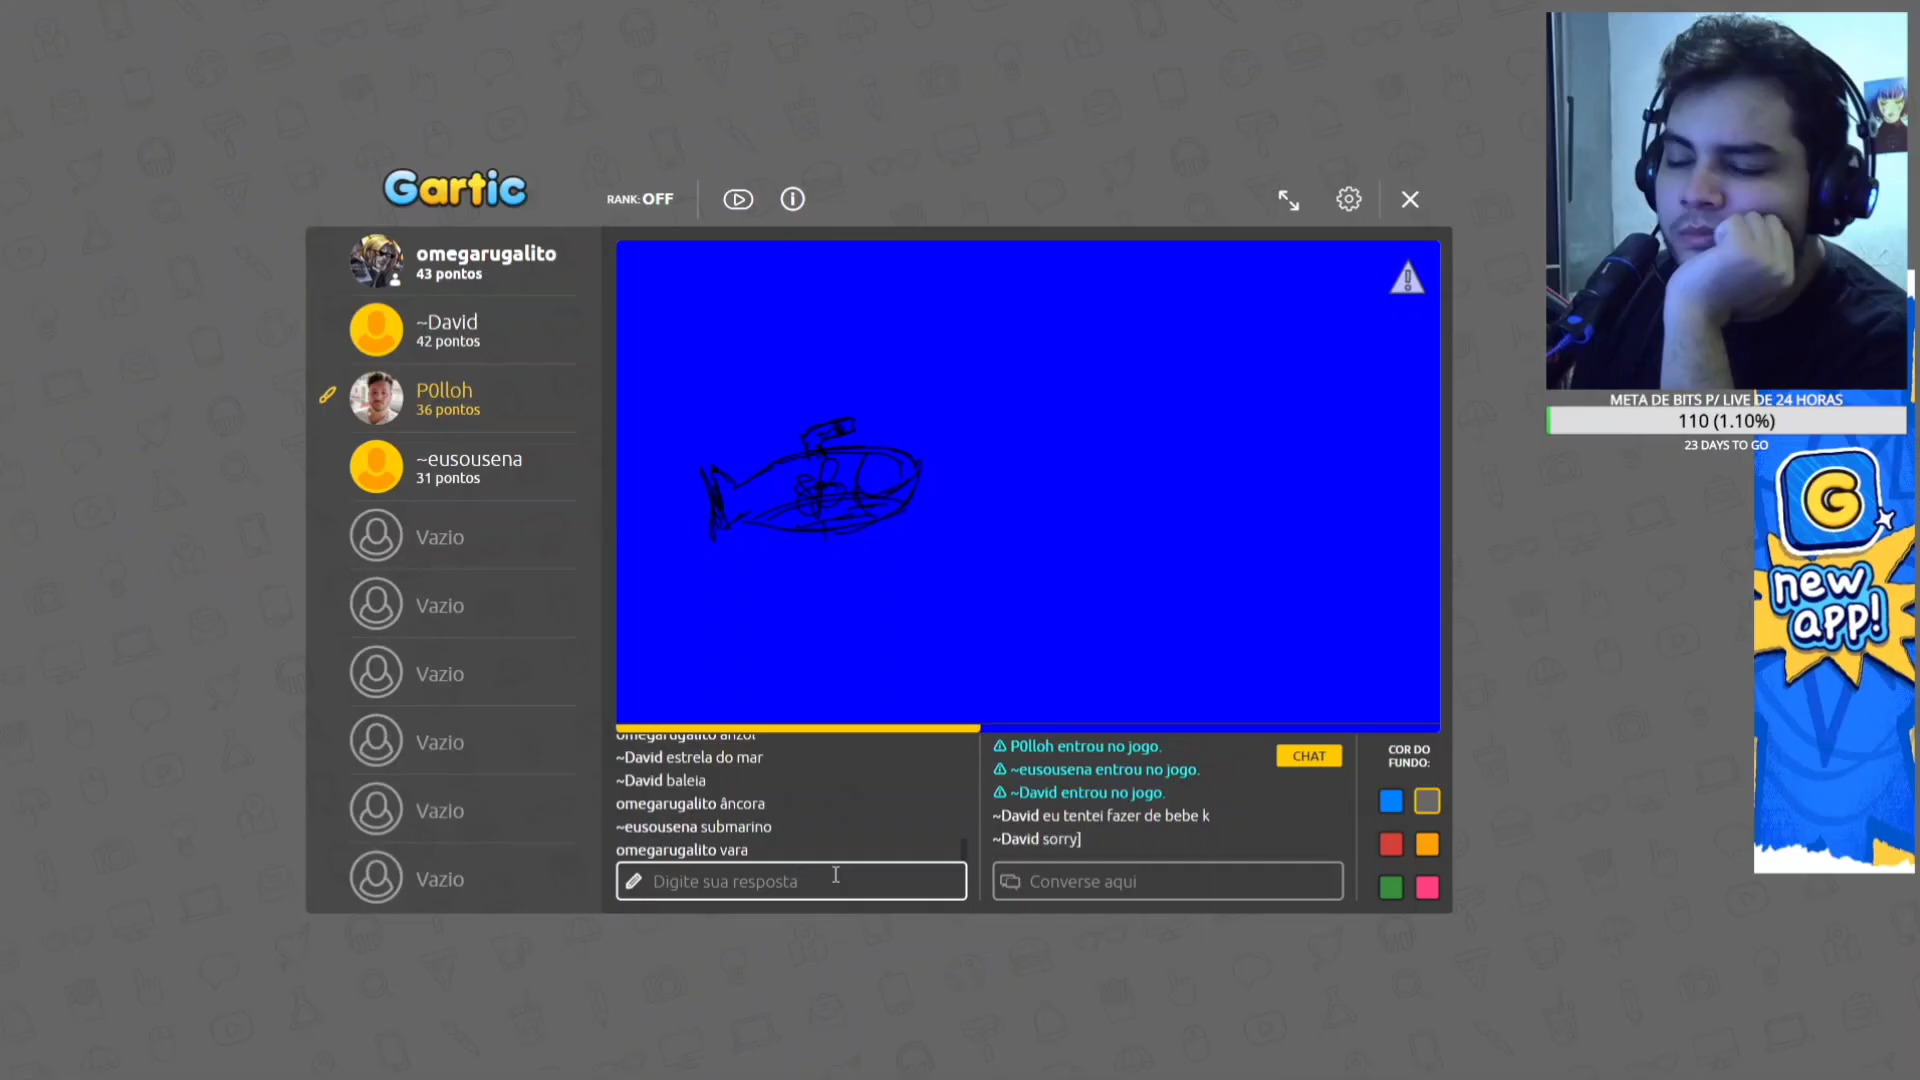 Gartic
RANK: OFF
omegarugalito
43 pontos
~David
42 pontos
P0lloh
36 pontos
~eusousena
31 pontos
Vazio
Vazio
Vazio
Vazio
Vazio
Vazio
omegarugalito anzol
~David estrela do mar
~David baleia
omegarugalito âncora
~eusousena submarino
omegarugalito vara
Digite sua resposta
P0lloh entrou no jogo.
~eusousena entrou no jogo.
~David entrou no jogo.
~David eu tentei fazer de bebe k
~David sorry]
CHAT
Converse aqui
COR DO
FUNDO:
META DE BITS P/ LIVE DE 24 HORAS
110 (1.10%)
23 DAYS TO GO
G
new
app!